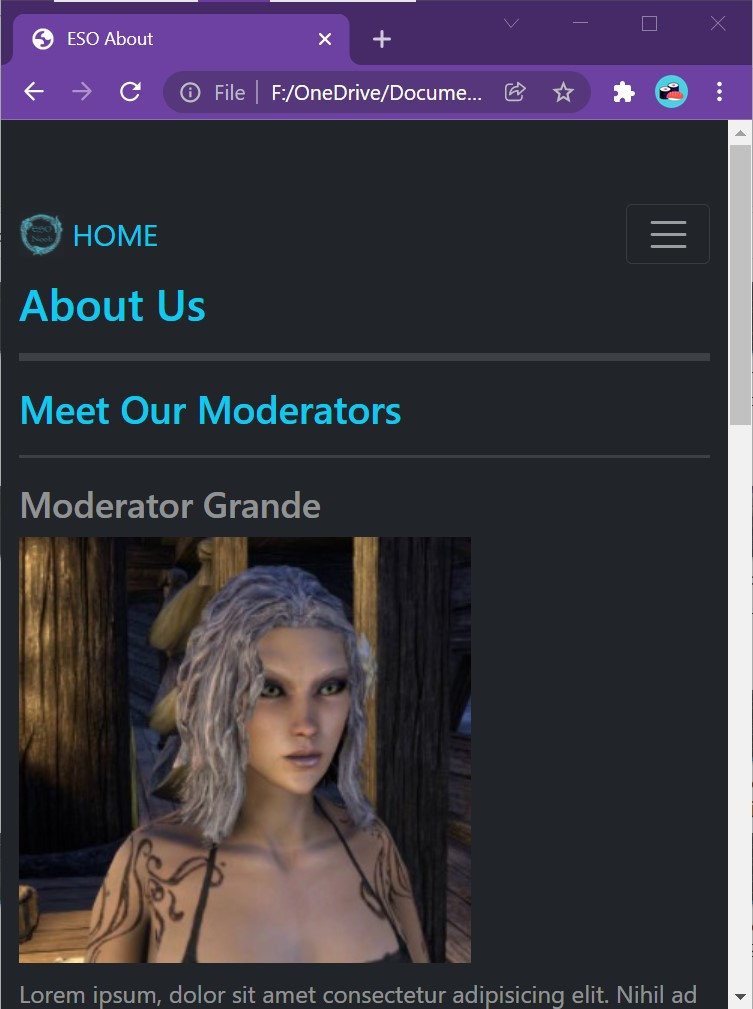 ESO About
File
F:/OneDrive/Docume...
ESO
HOME
About Us
Meet Our Moderators
Moderator Grande
Lorem ipsum, dolor sit amet consectetur adipisicing elit. Nihil ad